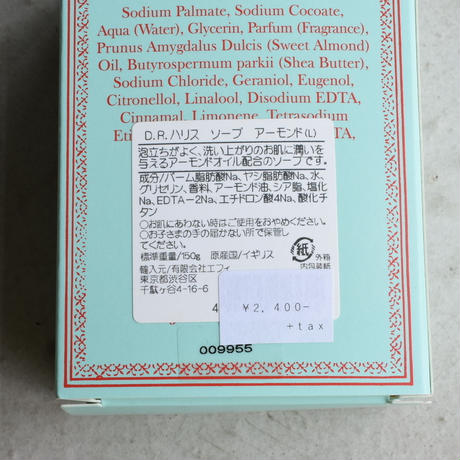 Sodium Palmate, Sodium Cocoate,
Aqua (Water), Glycerin, Parfum (Fragrance),
Prunus Amygdalus Dulcis (Sweet Almond)
Oil, Butyrospermum parkii (Shea Butter),
Sodium Chloride, Geraniol, Eugenol,
Citronellol, Linalool, Disodium EDTA,
Cinnamal, Limonene, Tetrasodium
D.R.ハリス ソープ アーモンド(L)
泡立ちがよく、洗い上がりのお肌に潤いを
与えるアーモンドオイル配合のソープです。
成分/パーム脂肪酸Na、ヤシ脂肪酸Na、水、
グリセリン、香料、アーモンド油、シア脂、塩化
Na、EDTA-2Na、エチドロン酸4Na、酸化チ
タン
○お肌にあわない時はご使用をおやめください。
○お子さまの手の届かない所で保管し
てください。
標準重量/150g 原産国/イギリス
輸入元/有限会社エフィ
東京都渋谷区
千駄ヶ谷4-16-6
紙
外箱
内包装紙
4
¥2,400-
+tax
009955